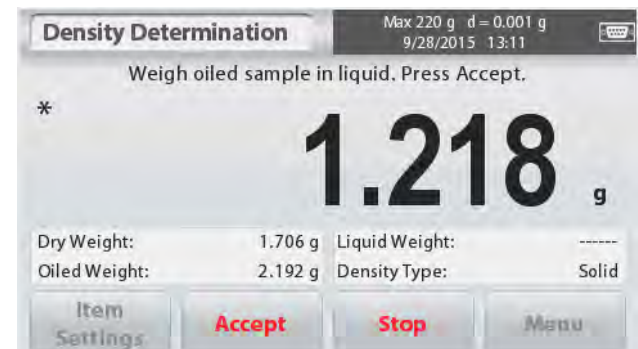 Density Determination
Max 220 g d=0.001 g
9/28/2015 13:11
Weigh oiled sample in liquid. Press Accept.
*
1.218 g
Dry Weight: 1.706 g Liquid Weight: ------
Oiled Weight: 2.192 g Density Type: Solid
Item Settings Accept Stop Menu